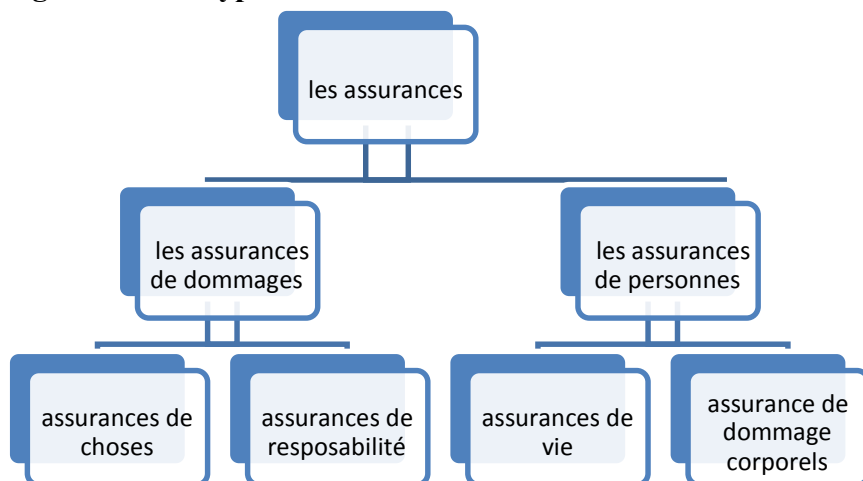 les assurances
les assurances
de dommages
les assurances
de personnes
assurances de
choses
assurances de
resposabilité
assurances de
vie
assurance de
dommage
corporels